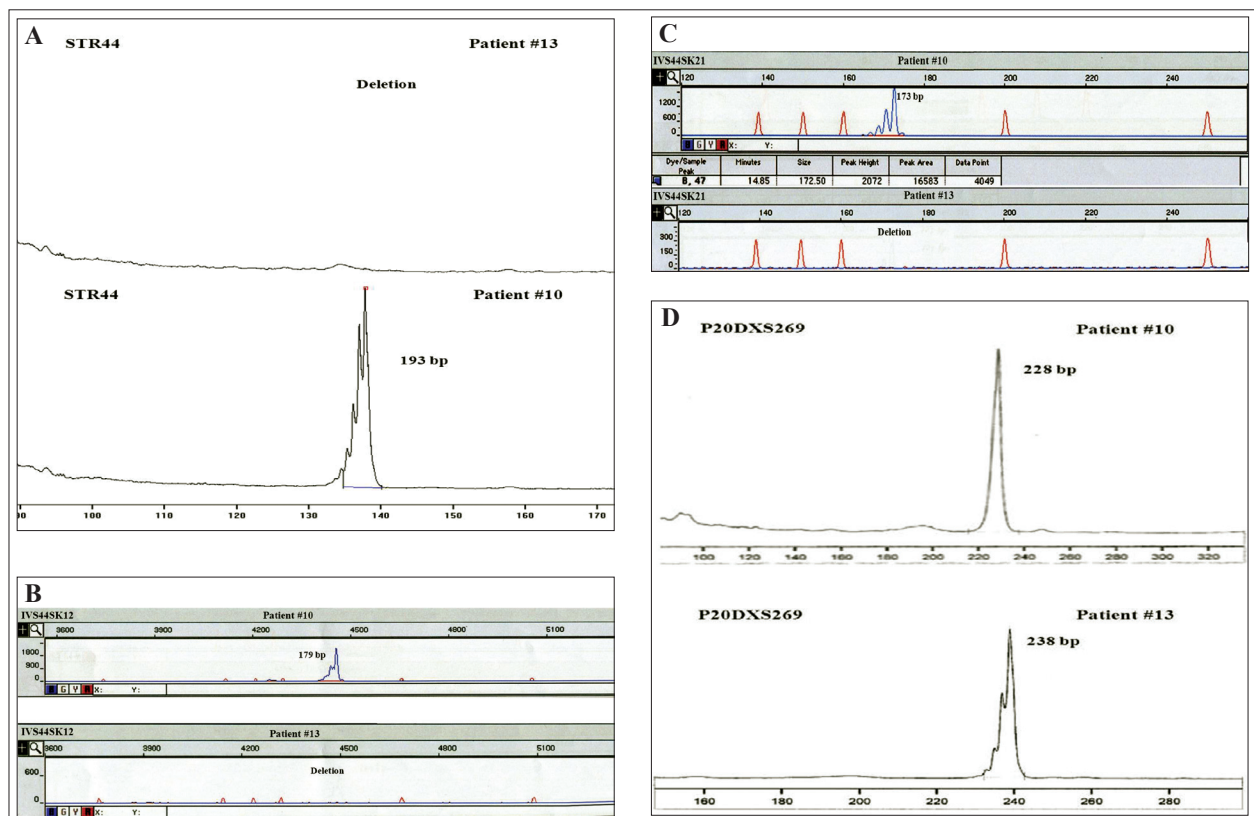 A
STR44 Patient #13
Deletion
STR44 Patient #10
193 bp
90 100 110 120 130 140 150 160 170
B
IVS44SK12 Patient #10
3600 3900 4200 4500 4800 5100
1800
900
0
179 bp
B G Y R X: Y:
IVS44SK12 Patient #13
3600 3900 4200 4500 4800 5100
600
0
Deletion
B G Y R X: Y:
C
IVS44SK21 Patient #10
120 140 160 180 200 240
1200
600
0
173 bp
B G Y R X: Y:
Dye/Sample Peak Minutes Size Peak Height Peak Area Data Point
B, 47 14.85 172.50 2072 16583 4049
IVS44SK21 Patient #13
120 140 160 180 200 240
300
150
0
Deletion
D
P20DXS269 Patient #10
228 bp
100 120 140 160 180 200 220 240 260 280 300 320
P20DXS269 Patient #13
238 bp
160 180 200 220 240 260 280